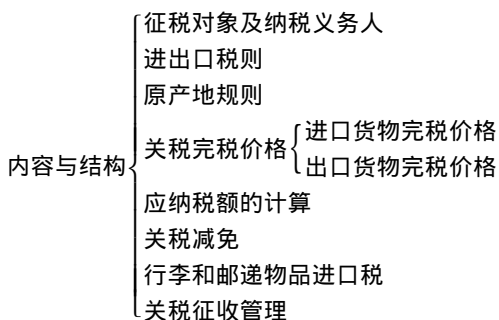 内容与结构
征税对象及纳税义务人
进出口税则
原产地规则
关税完税价格
进口货物完税价格
出口货物完税价格
应纳税额的计算
关税减免
行李和邮递物品进口税
关税征收管理